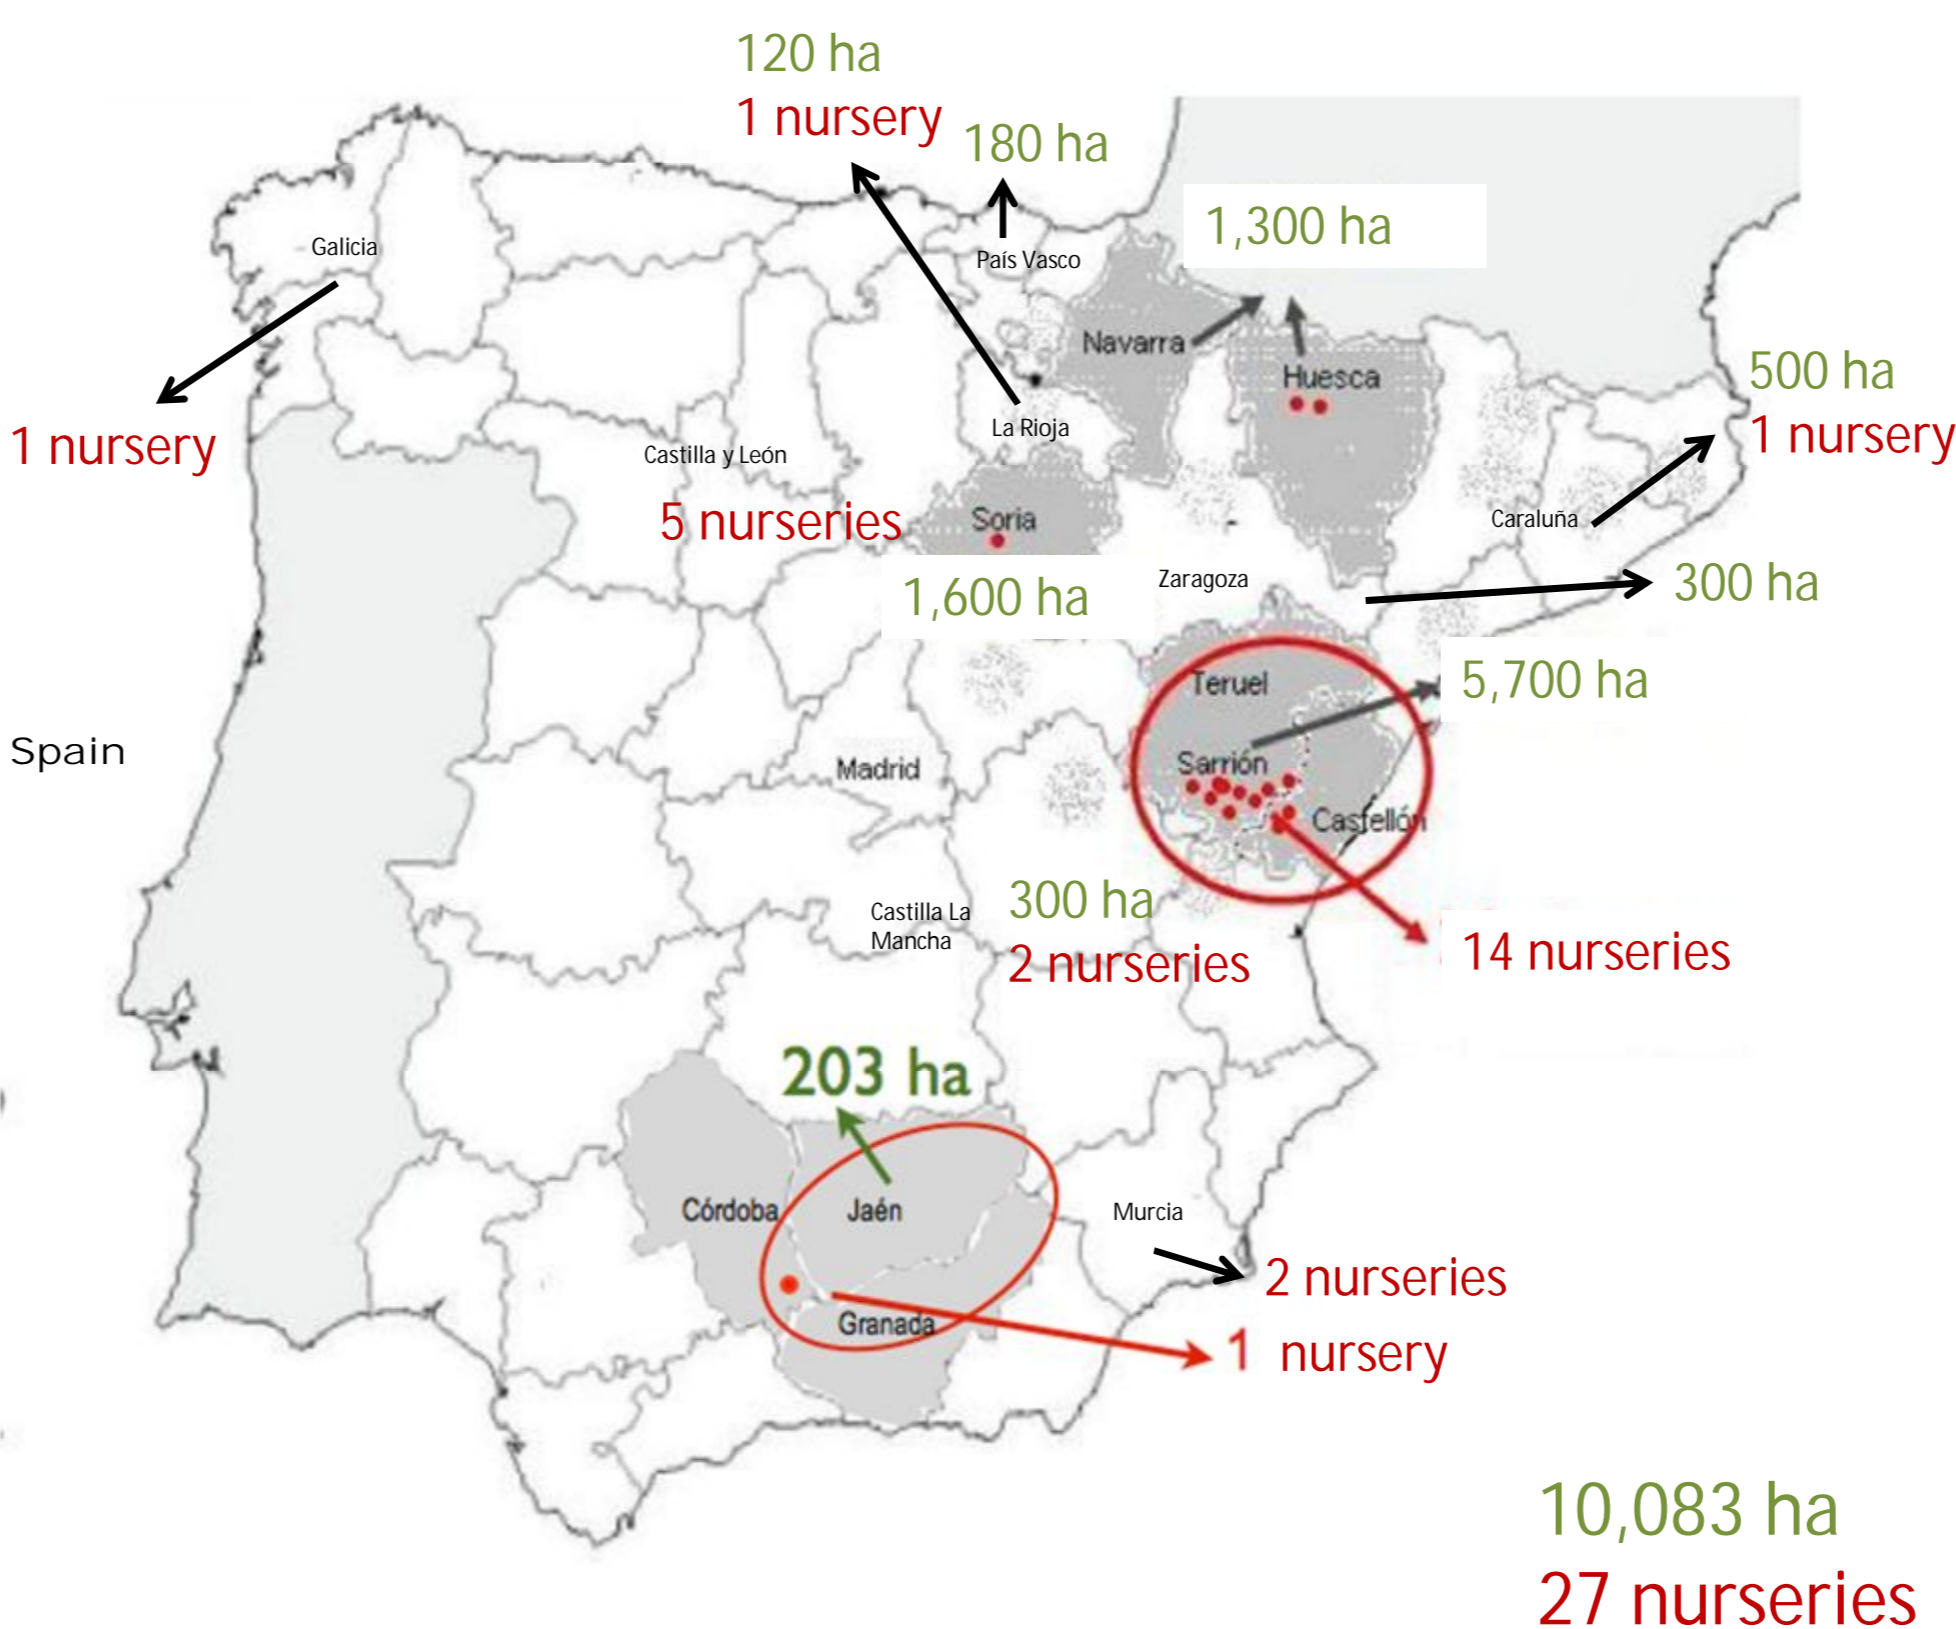 120 ha
1 nursery
180 ha
1,300 ha
Galicia
País Vasco
Navarra
Huesca
500 ha
1 nursery
1 nursery
La Rioja
Castilla y León
5 nurseries
Soria
Caraluña
1,600 ha
Zaragoza
300 ha
Teruel
5,700 ha
Spain
Madrid
Sarrión
Castellón
300 ha
2 nurseries
Castilla La
Mancha
14 nurseries
203 ha
Córdoba
Jaén
Murcia
2 nurseries
Granada
1 nursery
10,083 ha
27 nurseries